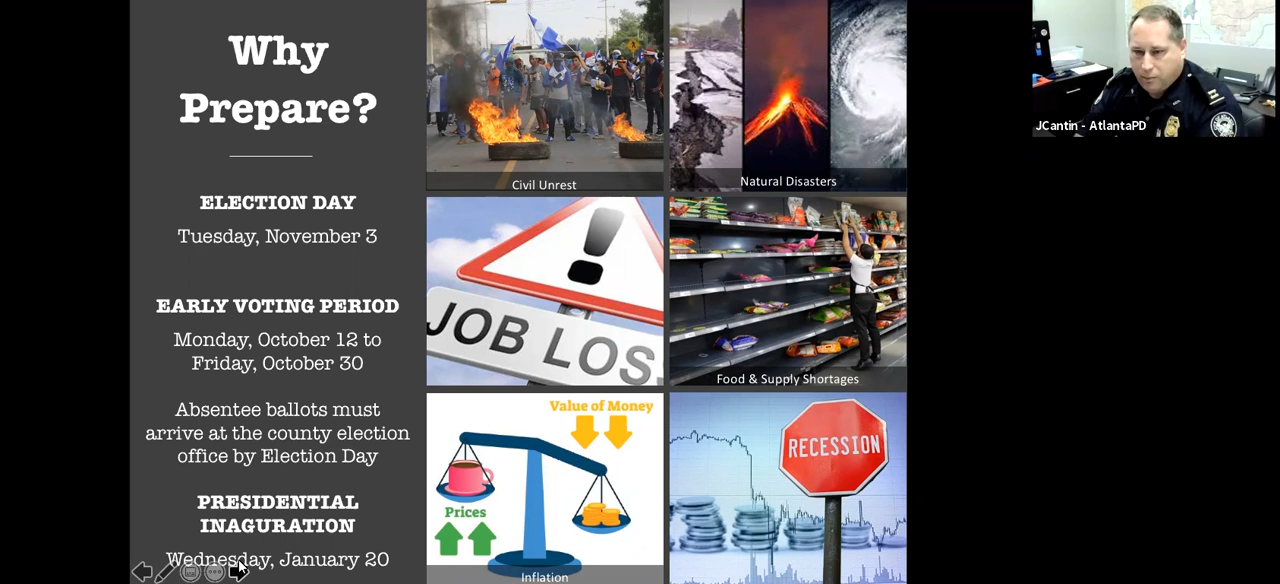 Why
Prepare?
ELECTION DAY
Tuesday, November 3
EARLY VOTING PERIOD
Monday, October 12 to
Friday, October 30
Absentee ballots must
arrive at the county election
office by Election Day
PRESIDENTIAL
INAGURATION
Wednesday, January 20
Civil Unrest
Natural Disasters
JOB LOS
Food & Supply Shortages
Value of Money
Prices
Inflation
RECESSION
JCantin - AtlantaPD